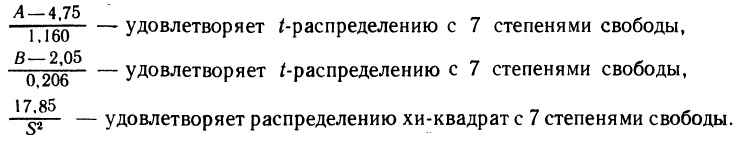 A—4,75
1,160 — удовлетворяет t-распределению с 7 степенями свободы,
B—2,05
0,206 — удовлетворяет t-распределению с 7 степенями свободы,
17,85
S² — удовлетворяет распределению хи-квадрат с 7 степенями свободы.